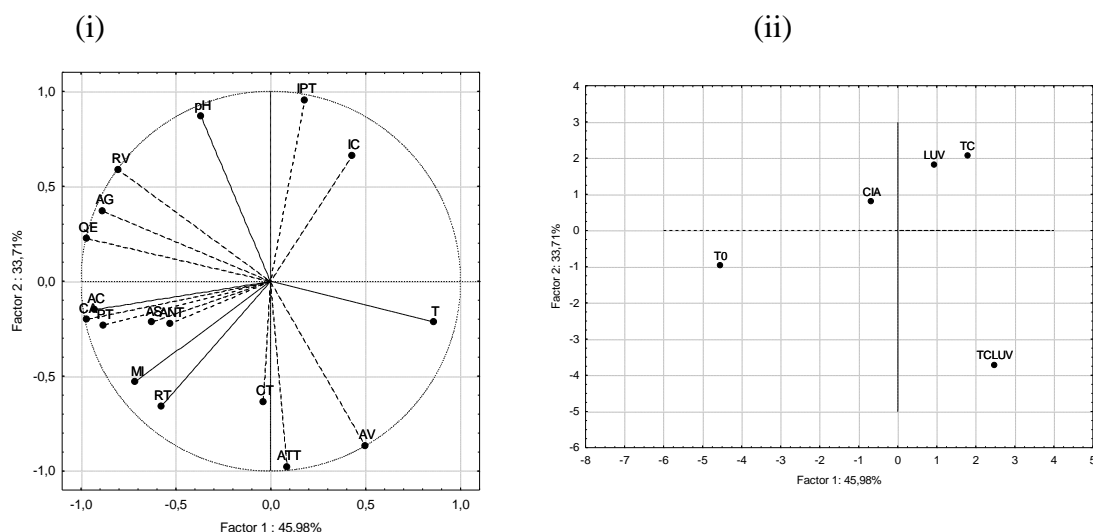 (i)
(ii)
1,0
0,5
0,0
-0,5
-1,0
Factor 2 : 33,71%
IPT
pH
IC
RV
AG
QE
T
AC
CA
PT
AS
ANT
MI
RT
CT
AV
ATT
-1,0 -0,5 0,0 0,5 1,0
Factor 1 : 45,98%
4
3
2
1
0
-1
-2
-3
-4
-5
-6
Factor 2: 33,71%
TC
LUV
CIA
T0
TCLUV
-8 -7 -6 -5 -4 -3 -2 -1 0 1 2 3 4 5
Factor 1: 45,98%